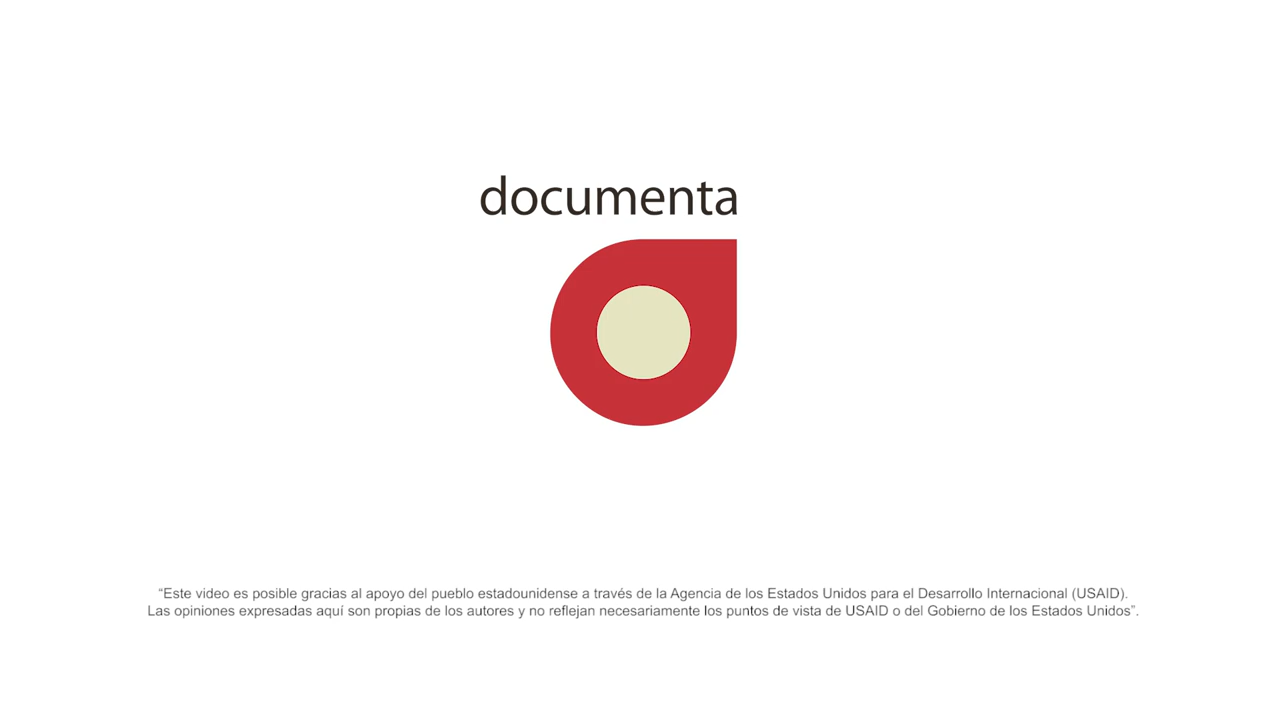 documenta
“Este video es posible gracias al apoyo del pueblo estadounidense a través de la Agencia de los Estados Unidos para el Desarrollo Internacional (USAID).
Las opiniones expresadas aquí son propias de los autores y no reflejan necesariamente los puntos de vista de USAID o del Gobierno de los Estados Unidos”.